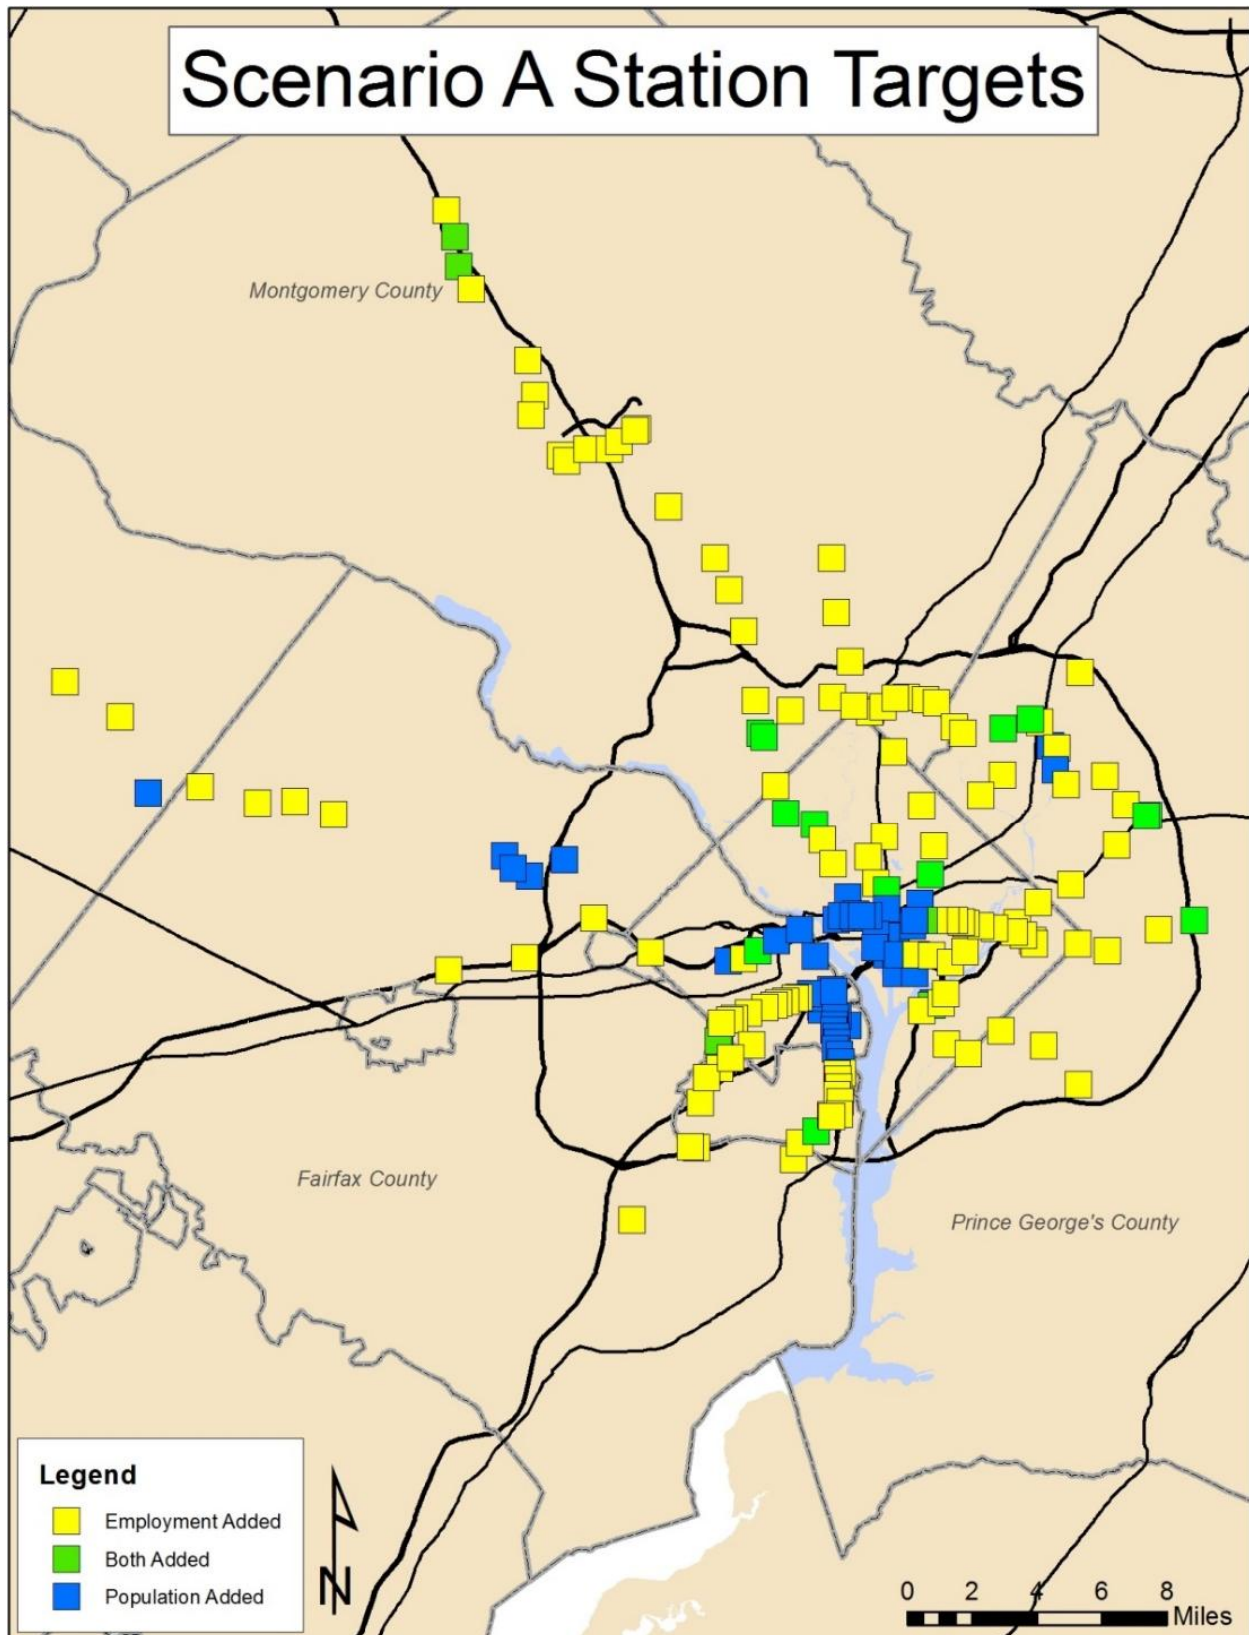 Scenario A Station Targets
Montgomery County
Fairfax County
Prince George's County
Legend
Employment Added
Both Added
Population Added
N
0 2 4 6 8
Miles